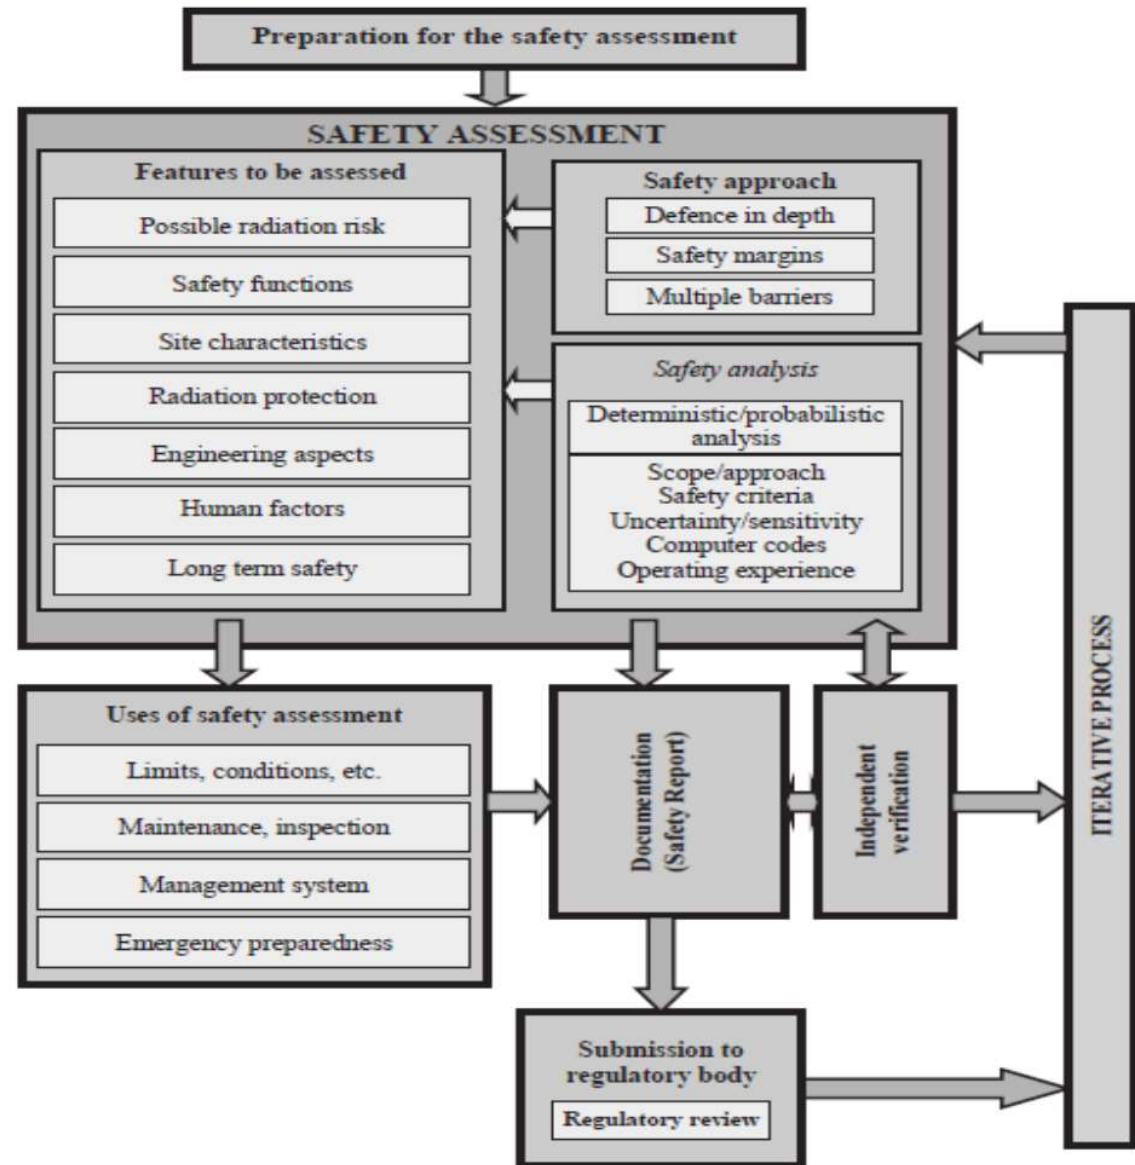 Preparation for the safety assessment
SAFETY ASSESSMENT
Features to be assessed
Possible radiation risk
Safety functions
Site characteristics
Radiation protection
Engineering aspects
Human factors
Long term safety
Safety approach
Defence in depth
Safety margins
Multiple barriers
Safety analysis
Deterministic/probabilistic
analysis
Scope/approach
Safety criteria
Uncertainty/sensitivity
Computer codes
Operating experience
Uses of safety assessment
Limits, conditions, etc.
Maintenance, inspection
Management system
Emergency preparedness
Documentation
(Safety Report)
Independent
verification
Submission to
regulatory body
Regulatory review
ITERATIVE PROCESS